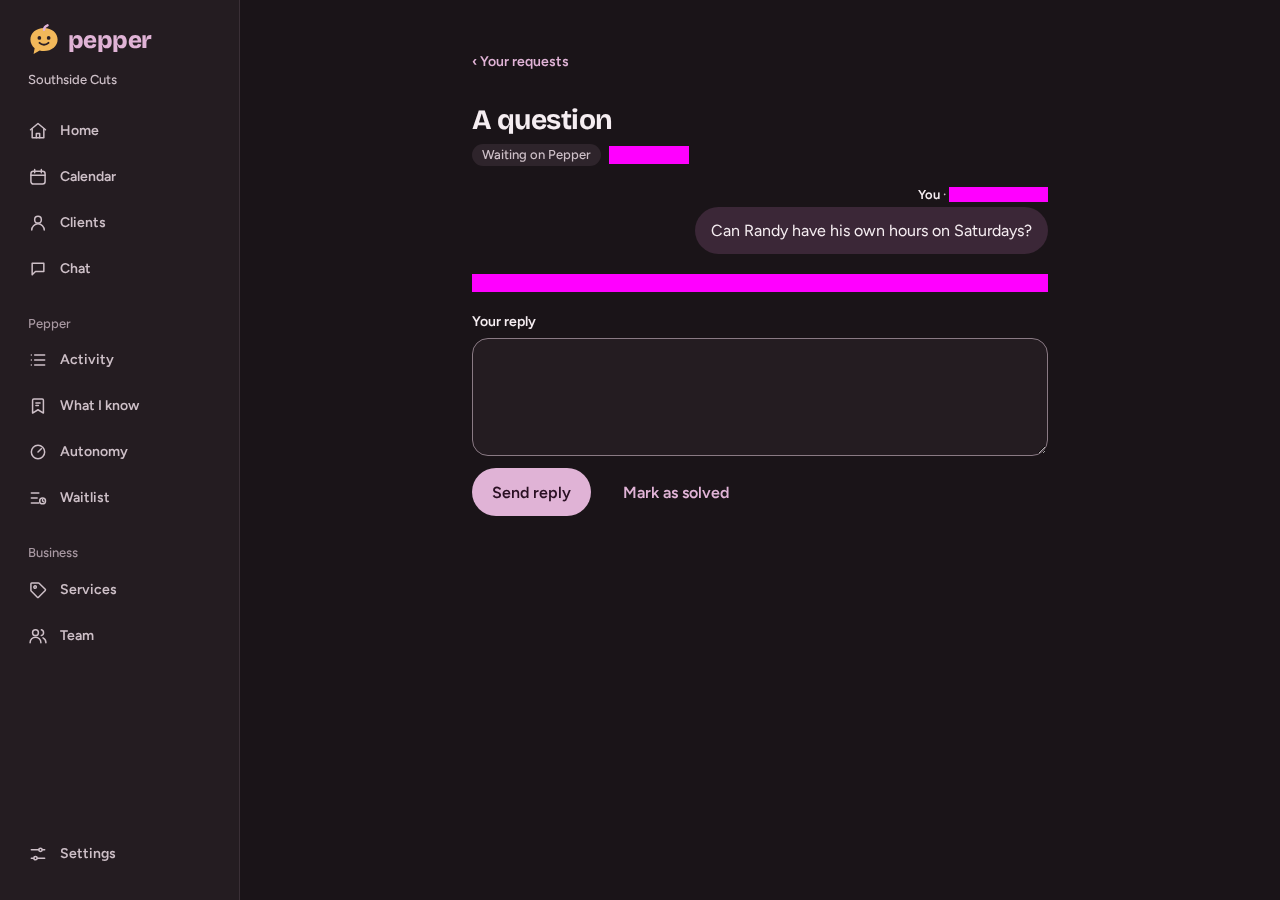 pepper
Southside Cuts
Home
Calendar
Clients
Chat
Pepper
Activity
What I know
Autonomy
Waitlist
Business
Services
Team
Settings
‹ Your requests
A question
Waiting on Pepper
You ·
Can Randy have his own hours on Saturdays?
Your reply
Send reply
Mark as solved